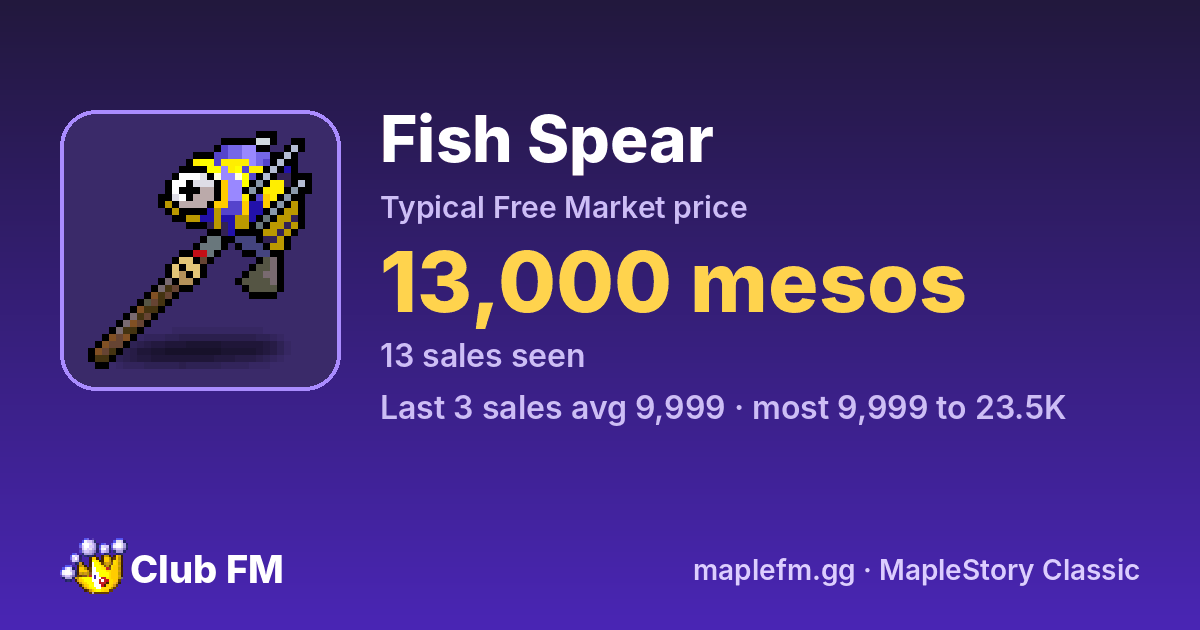 Fish Spear
Typical Free Market price
13,000 mesos
13 sales seen
Last 3 sales avg 9,999 · most 9,999 to 23.5K
Club FM
maplefm.gg · MapleStory Classic